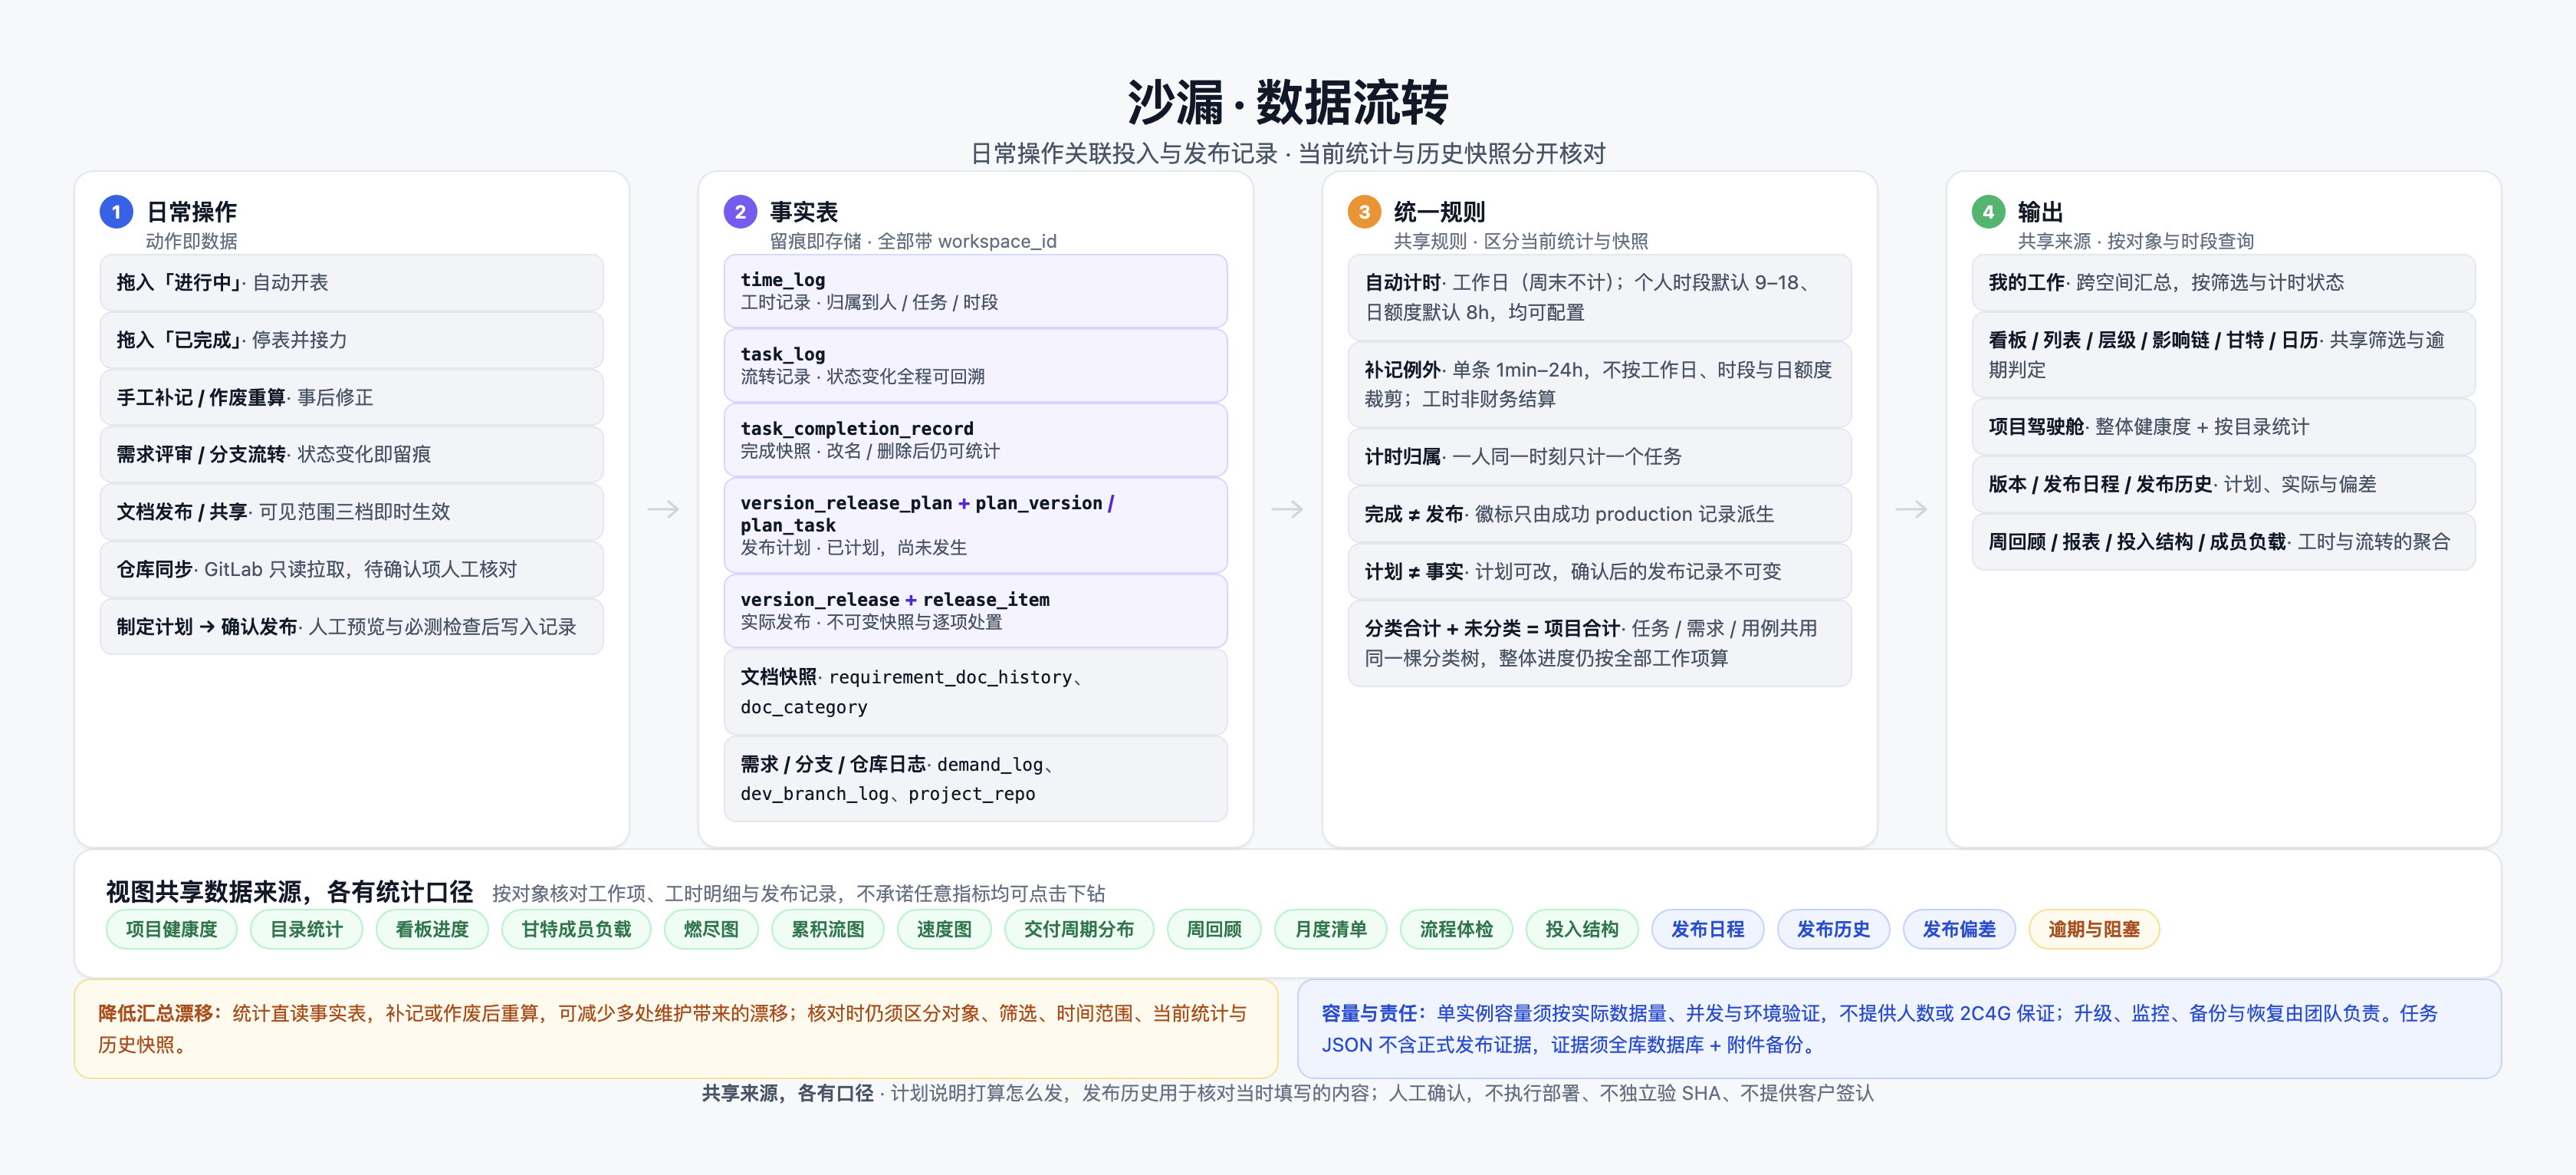 沙漏 · 数据流转
日常操作关联投入与发布记录 · 当前统计与历史快照分开核对
1 日常操作
动作即数据
拖入「进行中」· 自动开表
拖入「已完成」· 停表并接力
手工补记 / 作废重算· 事后修正
需求评审 / 分支流转· 状态变化即留痕
文档发布 / 共享· 可见范围三档即时生效
仓库同步· GitLab 只读拉取，待确认项人工核对
制定计划 → 确认发布· 人工预览与必测检查后写入记录
→
2 事实表
留痕即存储 · 全部带 workspace_id
time_log
工时记录 · 归属到人 / 任务 / 时段
task_log
流转记录 · 状态变化全程可回溯
task_completion_record
完成快照 · 改名 / 删除后仍可统计
version_release_plan + plan_version /
plan_task
发布计划 · 已计划，尚未发生
version_release + release_item
实际发布 · 不可变快照与逐项处置
文档快照· requirement_doc_history、
doc_category
需求 / 分支 / 仓库日志· demand_log、
dev_branch_log、project_repo
→
3 统一规则
共享规则 · 区分当前统计与快照
自动计时· 工作日（周末不计）；个人时段默认 9–18、
日额度默认 8h，均可配置
补记例外· 单条 1min–24h，不按工作日、时段与日额度
裁剪；工时非财务结算
计时归属· 一人同一时刻只计一个任务
完成 ≠ 发布· 徽标只由成功 production 记录派生
计划 ≠ 事实· 计划可改，确认后的发布记录不可变
分类合计 + 未分类 = 项目合计· 任务 / 需求 / 用例共用
同一棵分类树，整体进度仍按全部工作项算
→
4 输出
共享来源 · 按对象与时段查询
我的工作· 跨空间汇总，按筛选与计时状态
看板 / 列表 / 层级 / 影响链 / 甘特 / 日历· 共享筛选与逾
期判定
项目驾驶舱· 整体健康度 + 按目录统计
版本 / 发布日程 / 发布历史· 计划、实际与偏差
周回顾 / 报表 / 投入结构 / 成员负载· 工时与流转的聚合
视图共享数据来源，各有统计口径 按对象核对工作项、工时明细与发布记录，不承诺任意指标均可点击下钻
项目健康度 目录统计 看板进度 甘特成员负载 燃尽图 累积流图 速度图 交付周期分布 周回顾 月度清单 流程体检 投入结构 发布日程 发布历史 发布偏差 逾期与阻塞
降低汇总漂移：统计直读事实表，补记或作废后重算，可减少多处维护带来的漂移；核对时仍须区分对象、筛选、时间范围、当前统计与
历史快照。
容量与责任：单实例容量须按实际数据量、并发与环境验证，不提供人数或 2C4G 保证；升级、监控、备份与恢复由团队负责。任务
JSON 不含正式发布证据，证据须全库数据库 + 附件备份。
共享来源，各有口径 · 计划说明打算怎么发，发布历史用于核对当时填写的内容；人工确认，不执行部署、不独立验 SHA、不提供客户签认